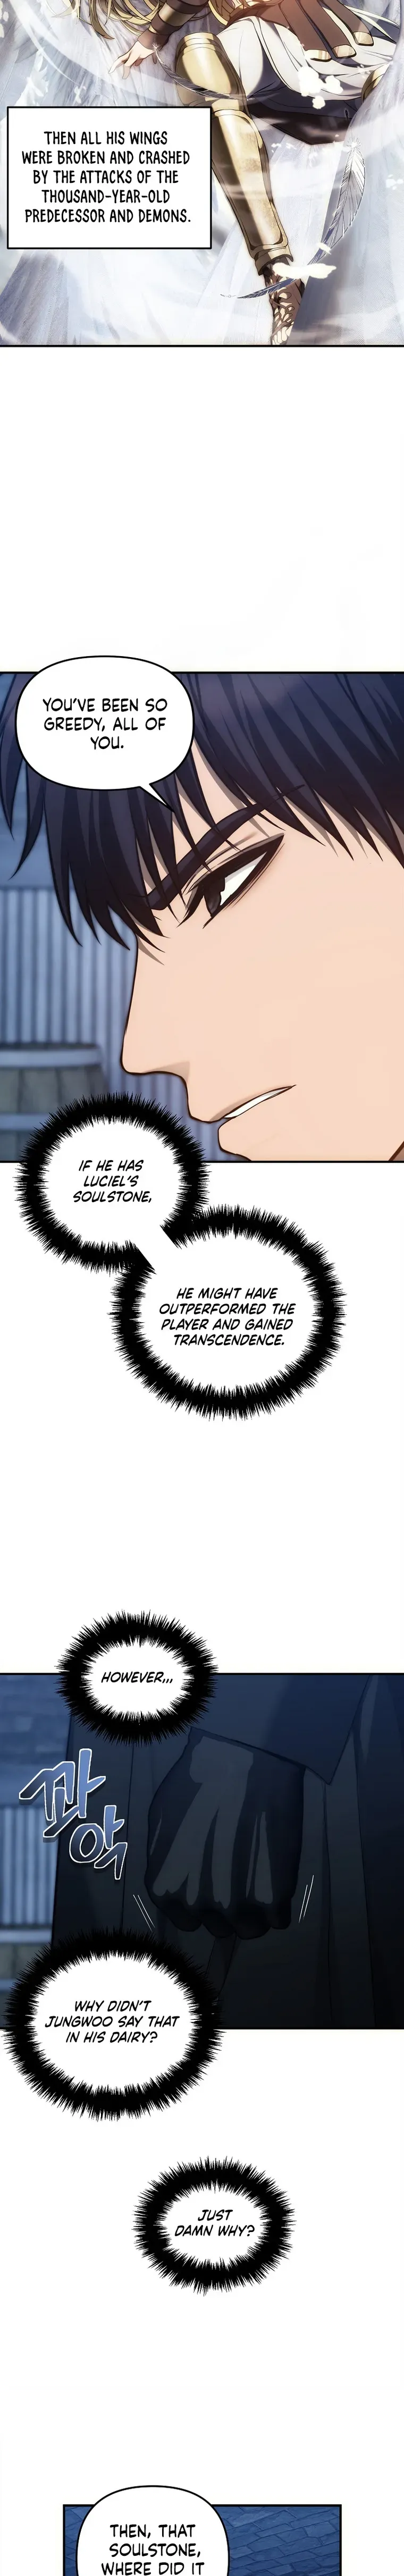 THEN ALL HIS WINGS
WERE BROKEN AND CRASHED
BY THE ATTACKS OF THE
THOUSAND-YEAR-OLD
PREDECESSOR AND DEMONS.
YOU'VE BEEN SO
GREEDY, ALL OF
YOU.
IF HE HAS
LUCIEL'S
SOULSTONE,
HE MIGHT HAVE
OUTPERFORMED THE
PLAYER AND GAINED
TRANSCENDENCE.
HOWEVER,,,
꽈
악
WHY DIDN'T
JUNGWOO SAY THAT
IN HIS DAIRY?
JUST
DAMN WHY?
THEN, THAT
SOULSTONE,
WHERE DID IT